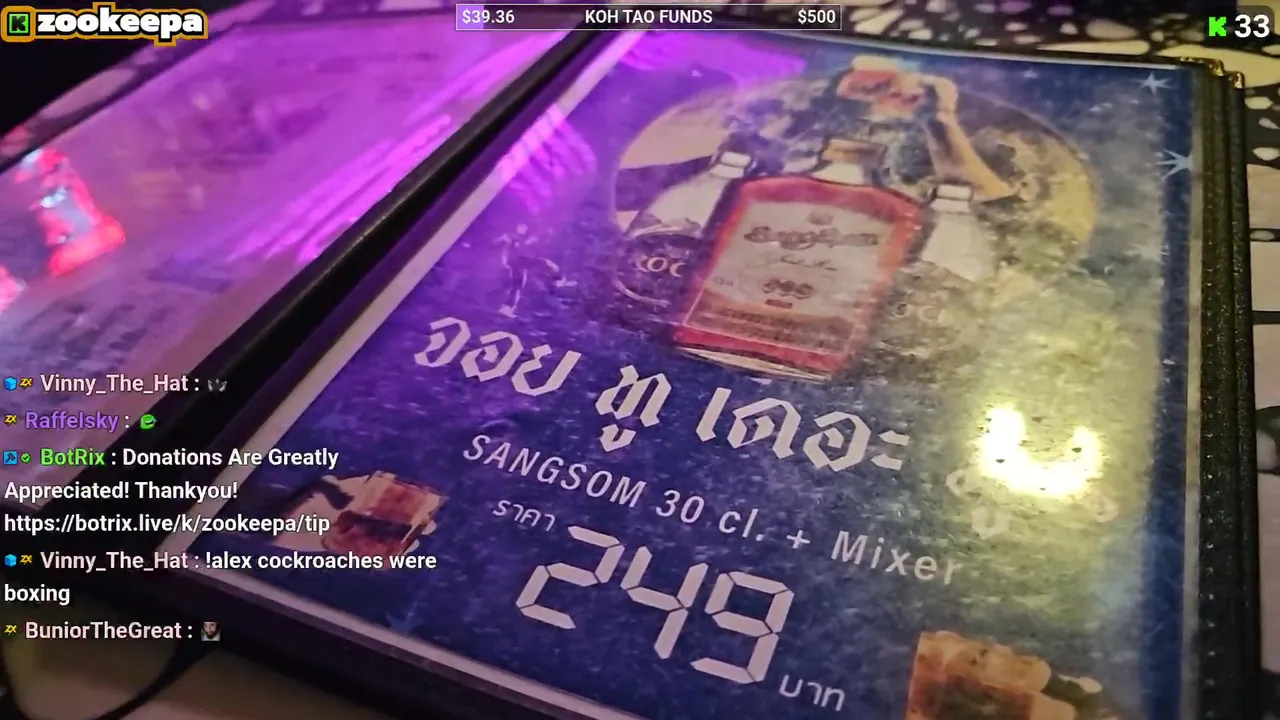 zookeepa
$39.36 KOH TAO FUNDS $500
33
จอย ทู เดอะ
SANGSOM 30 cl. + Mixer
ราคา
249
บาท
Vinny_The_Hat :
Raffelsky :
BotRix : Donations Are Greatly
Appreciated! Thankyou!
https://botrix.live/k/zookeepa/tip
Vinny_The_Hat : !alex cockroaches were
boxing
BuniorTheGreat :